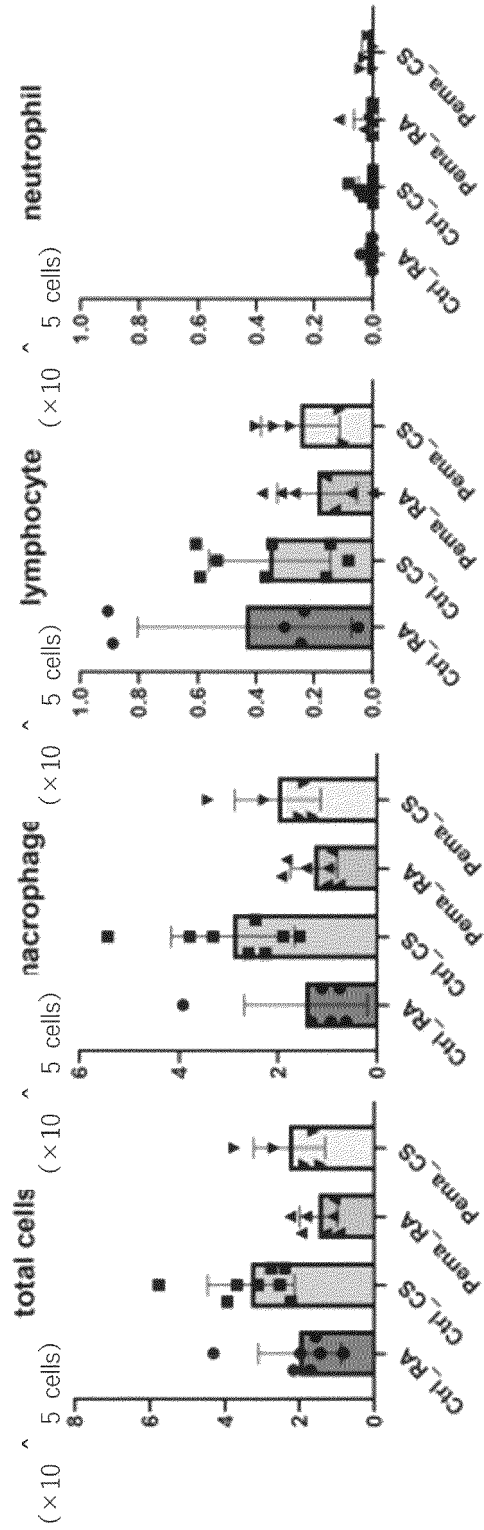 total cells
(×10 ^ 5 cells)
8
6
4
2
0
Ctrl_RA
Ctrl_CS
Pema_RA
Pema_CS
nacrophage
(×10 ^ 5 cells)
6
4
2
0
Ctrl_RA
Ctrl_CS
Pema_RA
Pema_CS
lymphocyte
(×10 ^ 5 cells)
1.0
0.8
0.6
0.4
0.2
0.0
Ctrl_RA
Ctrl_CS
Pema_RA
Pema_CS
neutrophil
(×10 ^ 5 cells)
1.0
0.8
0.6
0.4
0.2
0.0
Ctrl_RA
Ctrl_CS
Pema_RA
Pema_CS